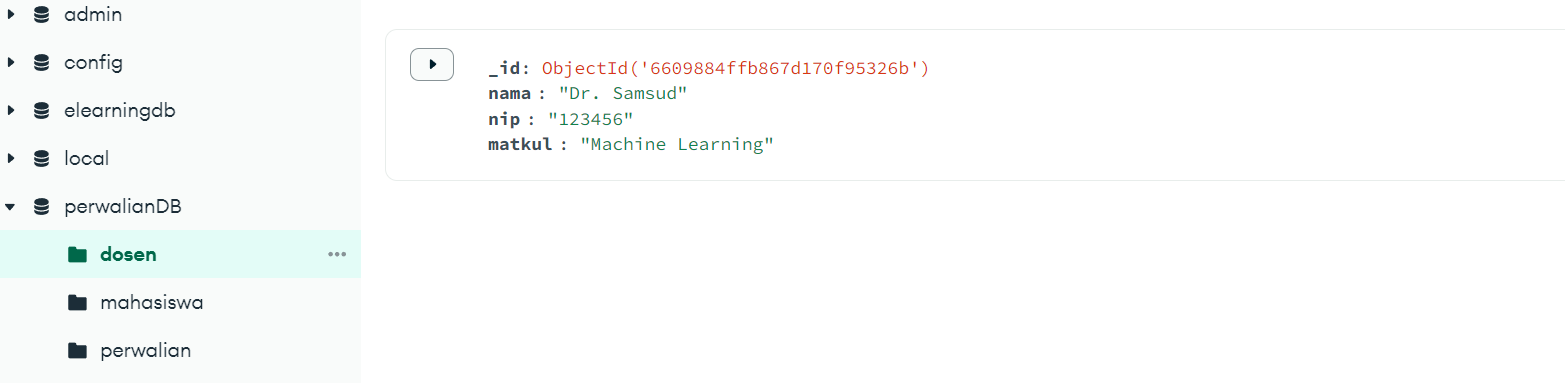 admin
config
elearningdb
local
perwalianDB
dosen
mahasiswa
perwalian
_id: ObjectId('6609884ffb867d170f95326b')
nama : "Dr. Samsud"
nip : "123456"
matkul : "Machine Learning"